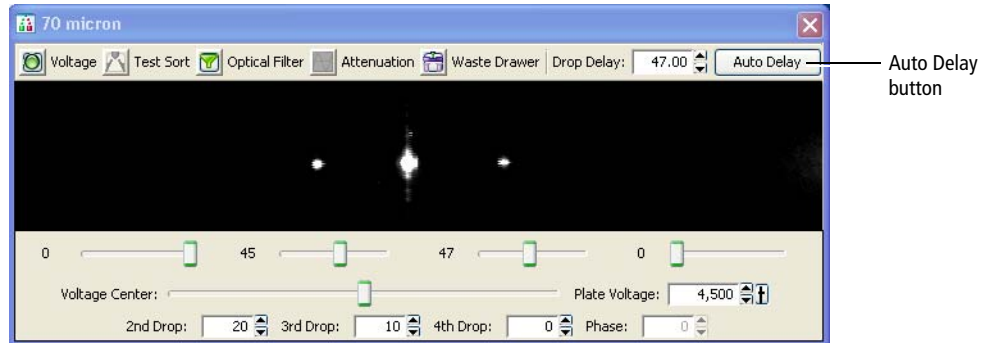 70 micron
Voltage Test Sort Optical Filter Attenuation Waste Drawer Drop Delay: 47.00 Auto Delay
Auto Delay
button
0 45 47 0
Voltage Center: Plate Voltage: 4,500
2nd Drop: 20 3rd Drop: 10 4th Drop: 0 Phase: 0